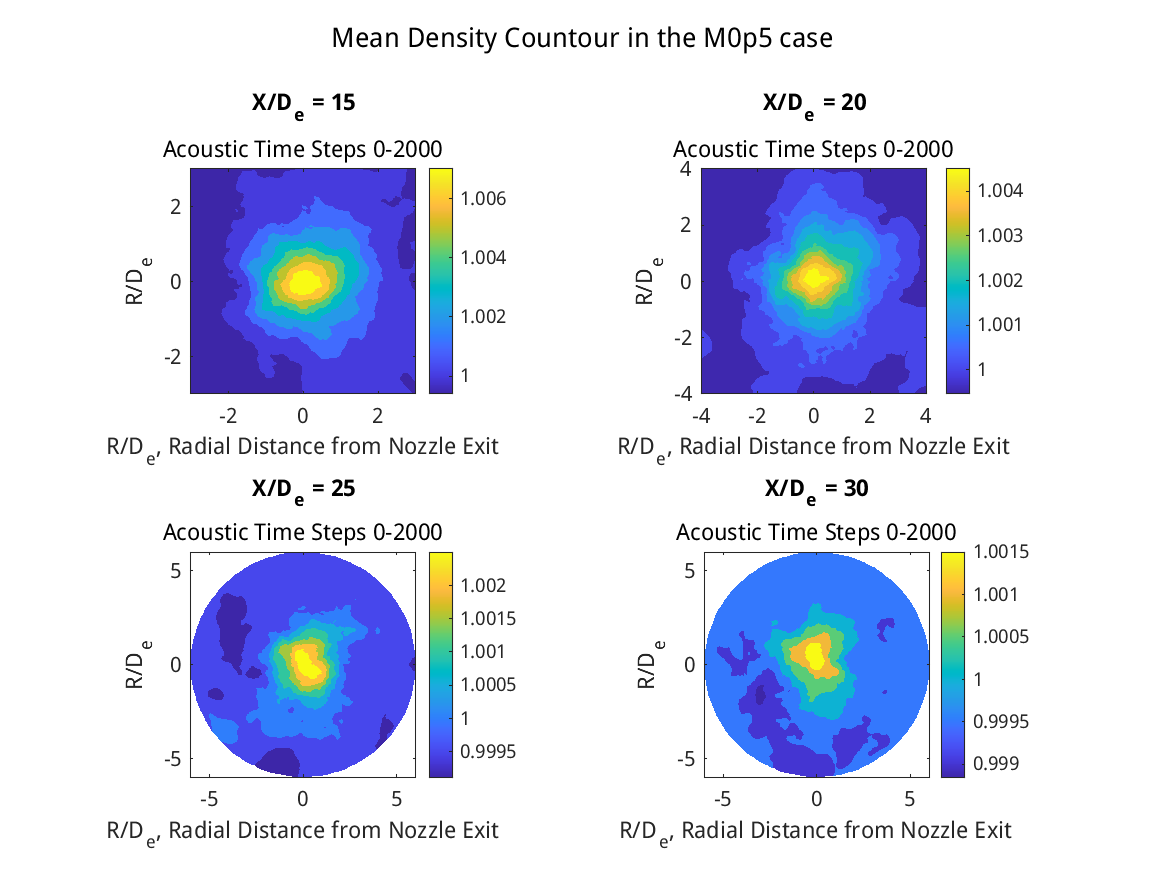 Mean Density Countour in the M0p5 case
X/De = 15
Acoustic Time Steps 0-2000
R/De
2
0
-2
-2 0 2
R/De, Radial Distance from Nozzle Exit
1.006
1.004
1.002
1
X/De = 20
Acoustic Time Steps 0-2000
R/De
4
2
0
-2
-4
-4 -2 0 2 4
R/De, Radial Distance from Nozzle Exit
1.004
1.003
1.002
1.001
1
X/De = 25
Acoustic Time Steps 0-2000
R/De
5
0
-5
-5 0 5
R/De, Radial Distance from Nozzle Exit
1.002
1.0015
1.001
1.0005
1
0.9995
X/De = 30
Acoustic Time Steps 0-2000
R/De
5
0
-5
-5 0 5
R/De, Radial Distance from Nozzle Exit
1.0015
1.001
1.0005
1
0.9995
0.999